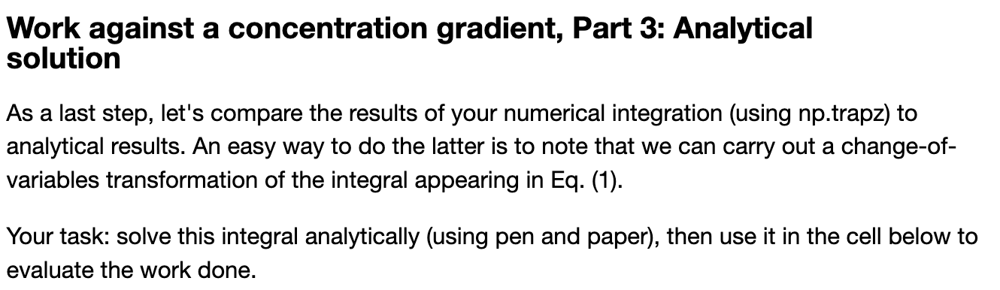 Work against a concentration gradient, Part 3: Analytical
solution
As a last step, let's compare the results of your numerical integration (using np.trapz) to
analytical results. An easy way to do the latter is to note that we can carry out a change-of-
variables transformation of the integral appearing in Eq. (1).
Your task: solve this integral analytically (using pen and paper), then use it in the cell below to
evaluate the work done.